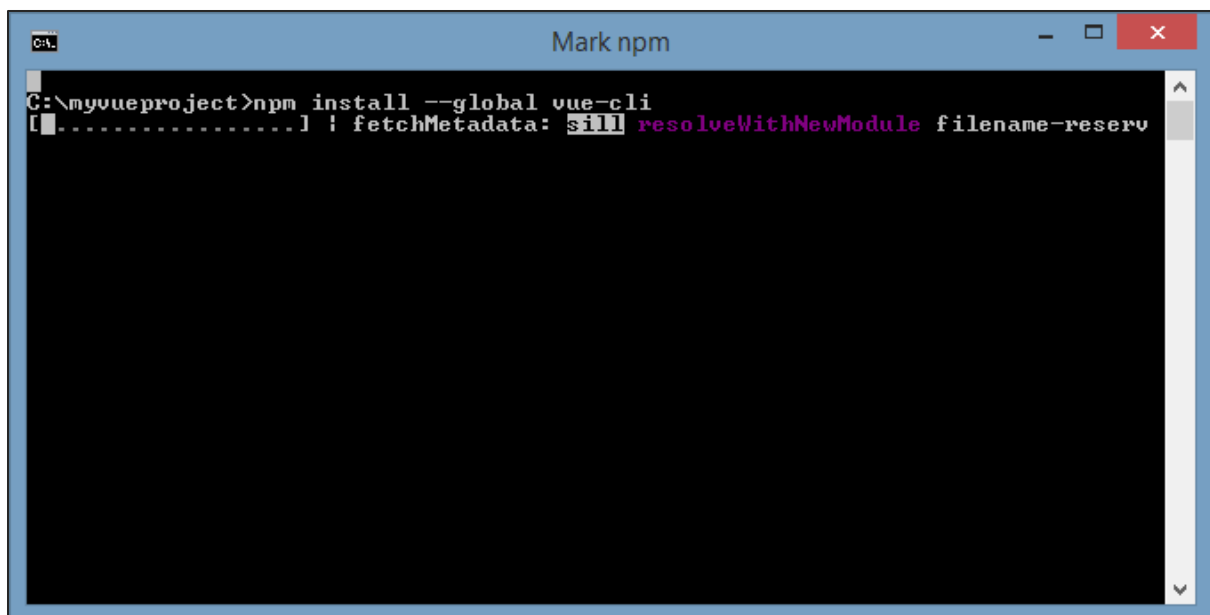 Mark npm
C:\myvueproject>npm install --global vue-cli
[█.................] ¦ fetchMetadata: sill resolveWithNewModule filename-reserv